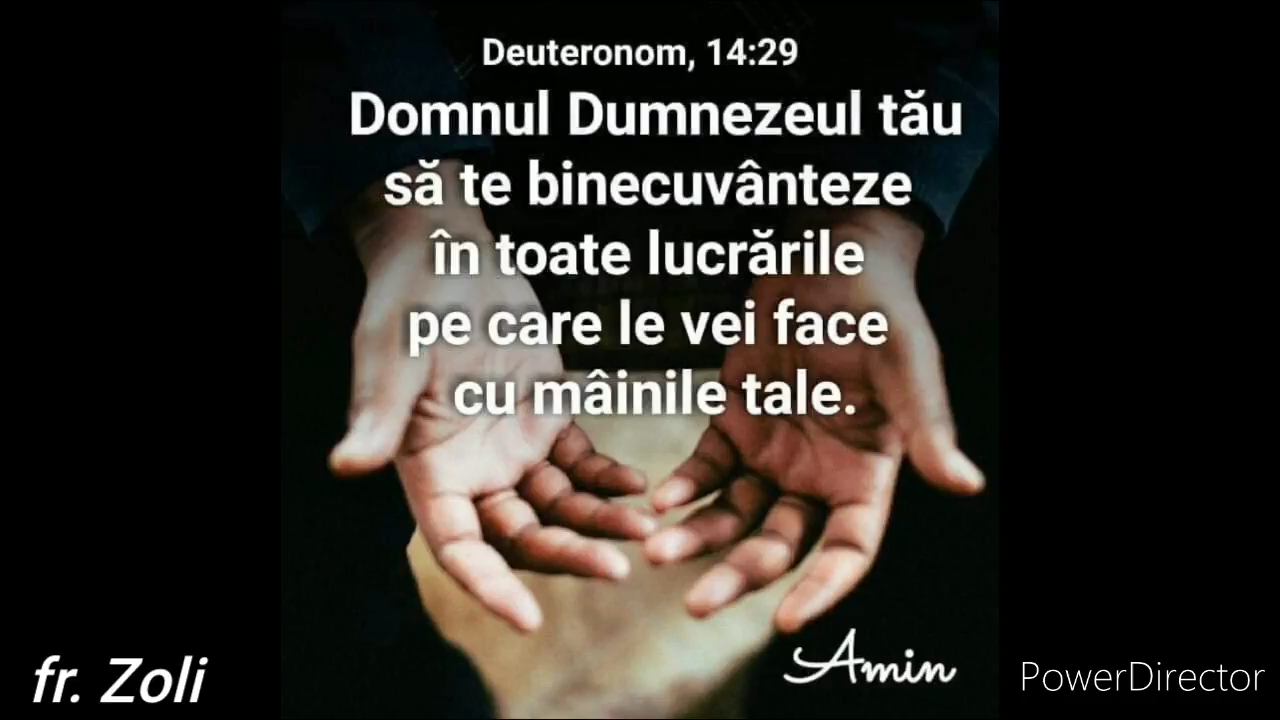 Deuteronom, 14:29
Domnul Dumnezeul tău
să te binecuvânteze
în toate lucrările
pe care le vei face
cu mâinile tale.
Amin
fr. Zoli
PowerDirector